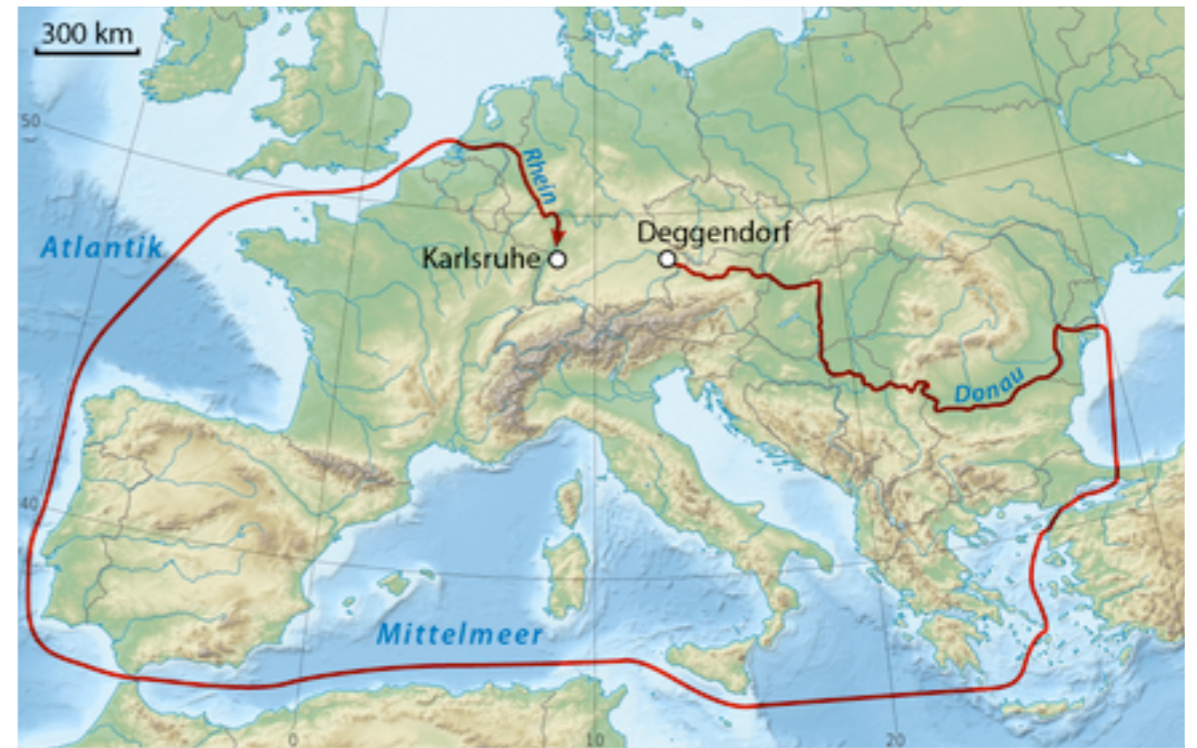 300 km
50
Rhein
Deggendorf
Atlantik
Karlsruhe
Donau
40
Mittelmeer
0
10
20